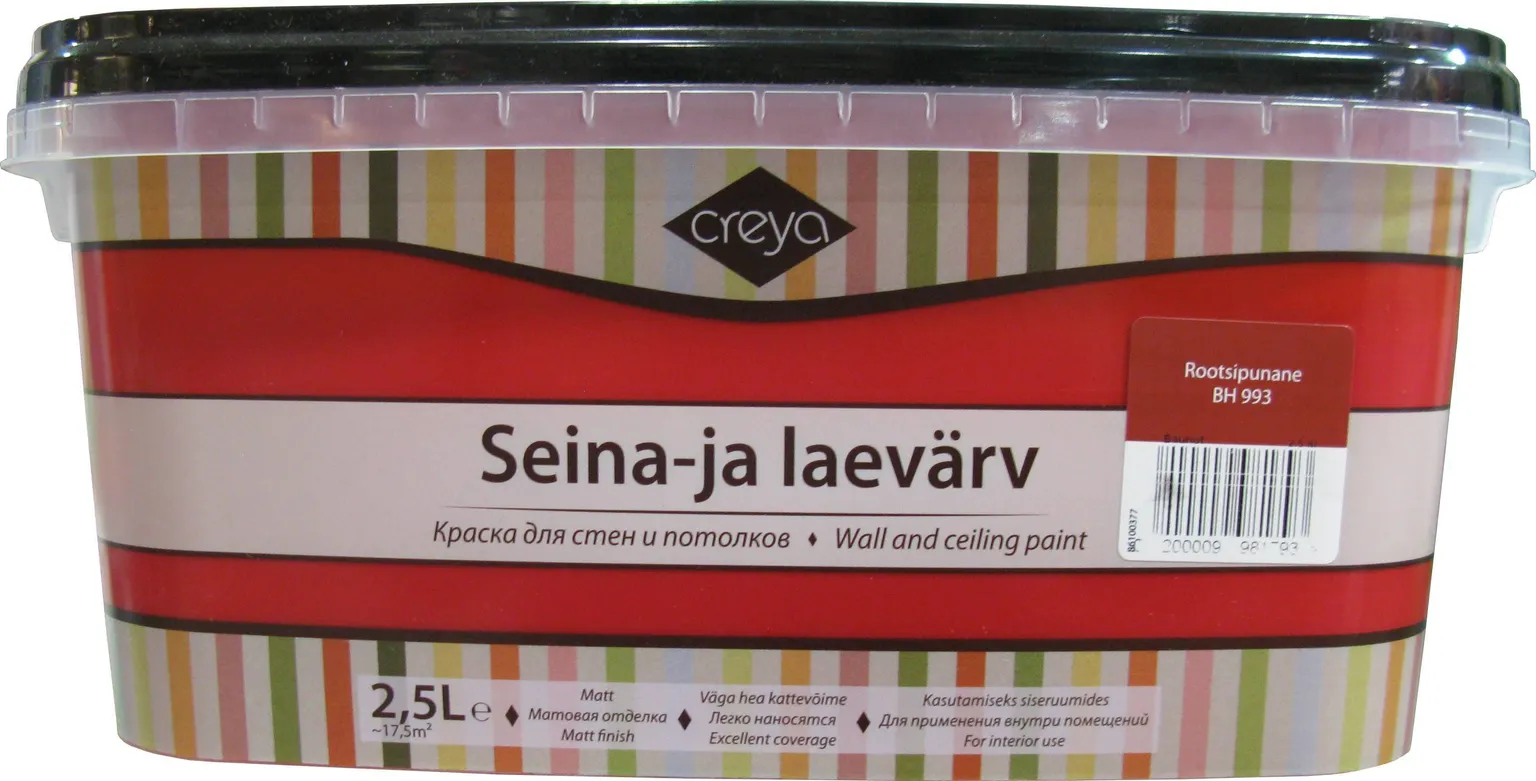 creya
Rootsipunane
BH 993
Seina-ja laevärv
Краска для стен и потолков ♦ Wall and ceiling paint
86100377
200009
2,5L e
~17,5m²
Matt
Матовая отделка
Matt finish
Väga hea kattevõime
Легко наносятся
Excellent coverage
Kasutamiseks siseruumides
Для применения внутри помещений
For interior use